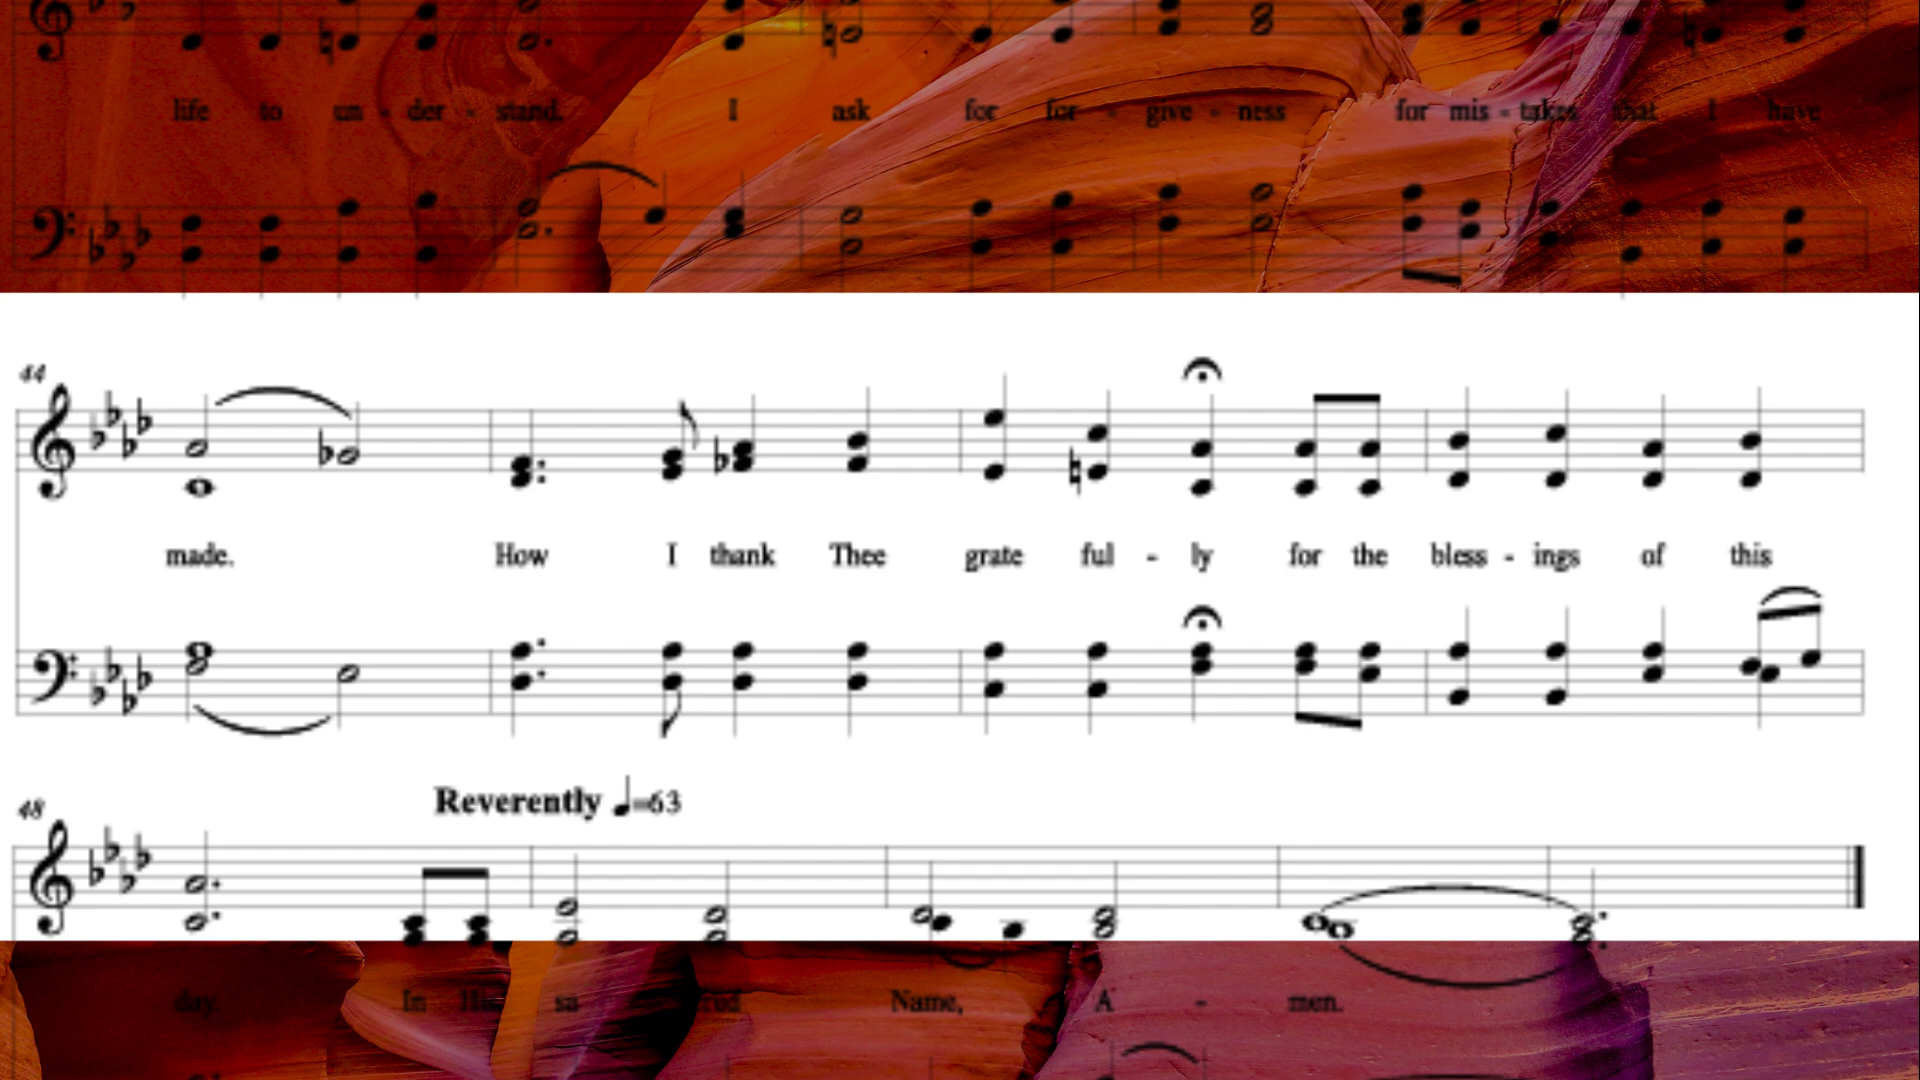 life to un - der - stand. I ask for for - give - ness for mis - takes that I have
44
made. How I thank Thee grate ful - ly for the bless - ings of this
Reverently ♩=63
48
day. In His sa Name, A - men.